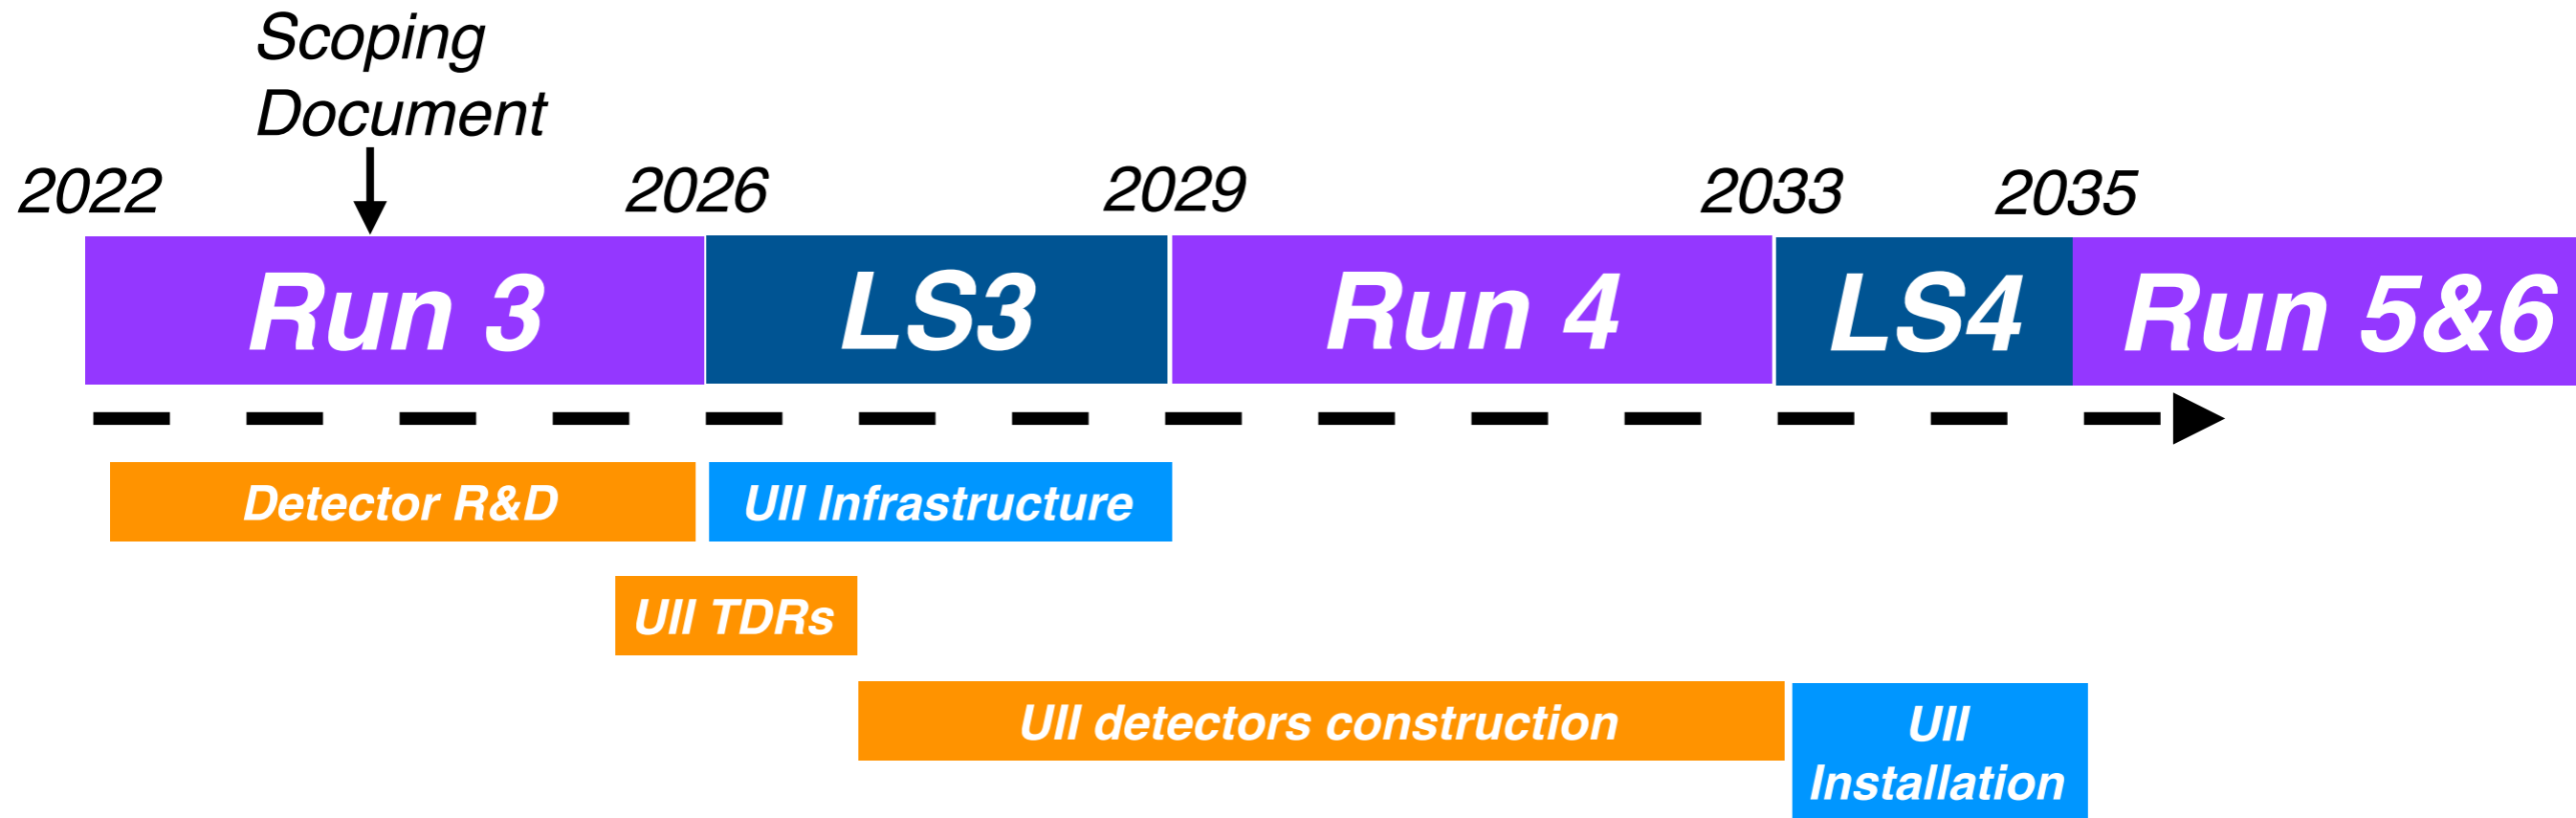 Scoping
Document
2022
2026
2029
2033
2035
Run 3
LS3
Run 4
LS4
Run 5&6
Detector R&D
UII Infrastructure
UII TDRs
UII detectors construction
UII
Installation